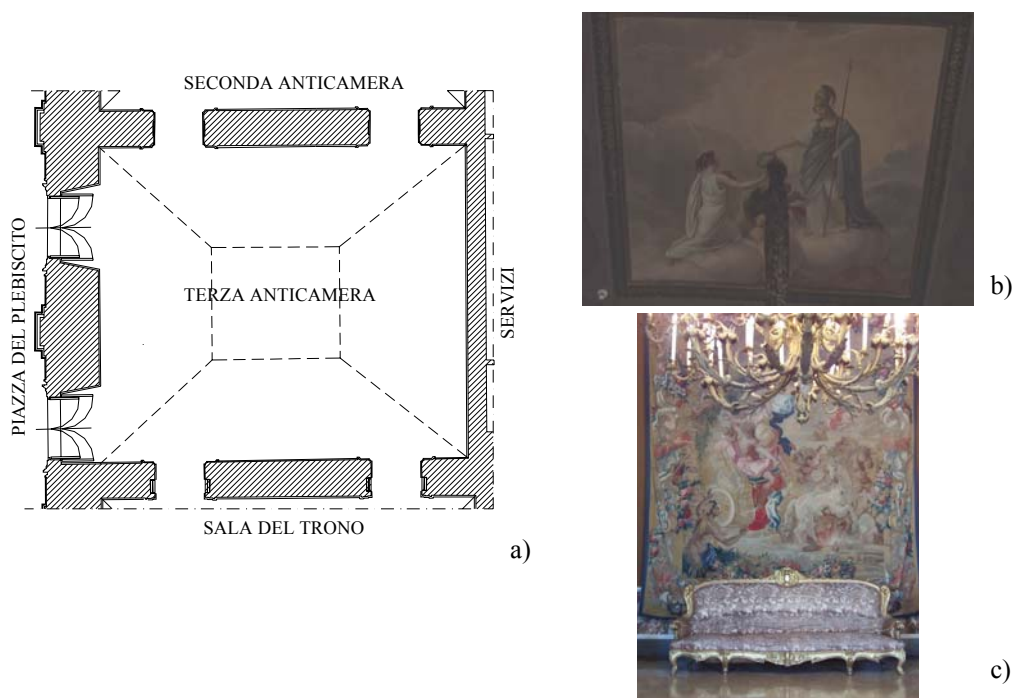 SECONDA ANTICAMERA
PIAZZA DEL PLEBISCITO
TERZA ANTICAMERA
SERVIZI
SALA DEL TRONO
a)
b)
c)